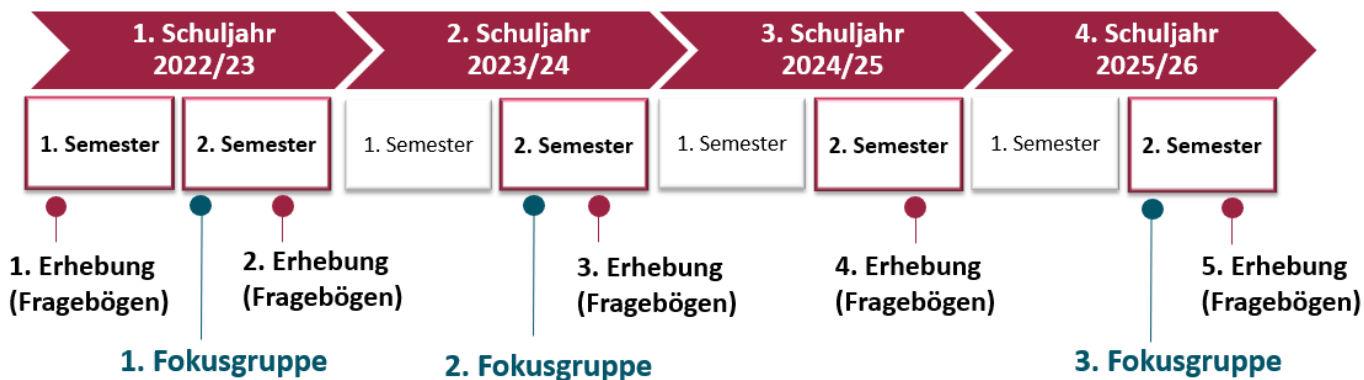 1. Schuljahr
2022/23
2. Schuljahr
2023/24
3. Schuljahr
2024/25
4. Schuljahr
2025/26
1. Semester
2. Semester
1. Semester
2. Semester
1. Semester
2. Semester
1. Semester
2. Semester
1. Erhebung
(Fragebögen)
2. Erhebung
(Fragebögen)
3. Erhebung
(Fragebögen)
4. Erhebung
(Fragebögen)
5. Erhebung
(Fragebögen)
1. Fokusgruppe
2. Fokusgruppe
3. Fokusgruppe